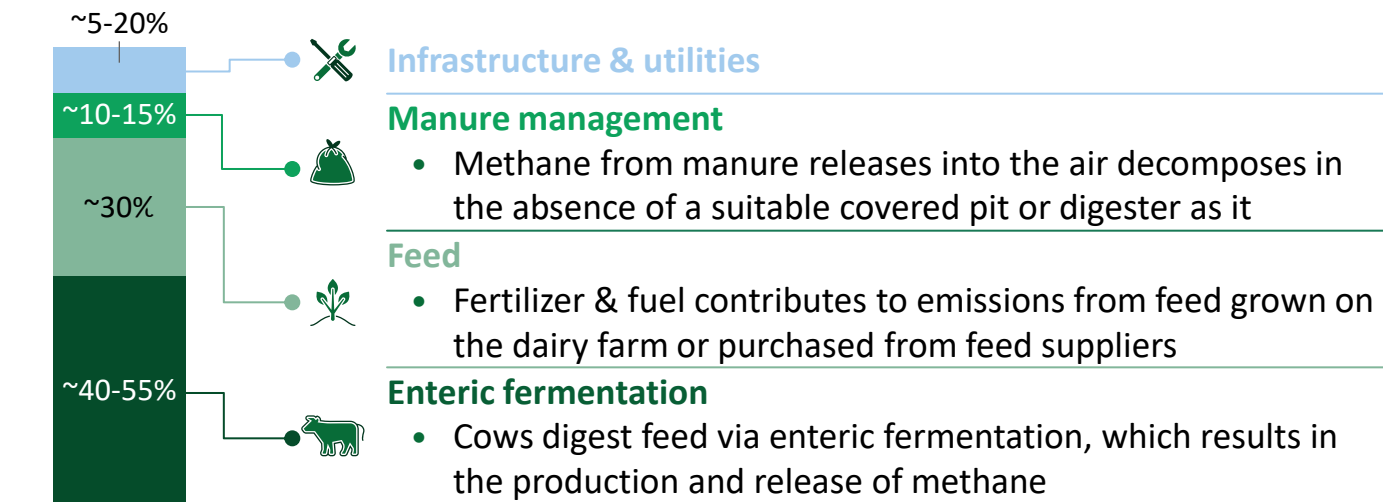 ~5-20%
Infrastructure & utilities
~10-15%
Manure management
• Methane from manure releases into the air decomposes in
the absence of a suitable covered pit or digester as it
~30%
Feed
• Fertilizer & fuel contributes to emissions from feed grown on
the dairy farm or purchased from feed suppliers
~40-55%
Enteric fermentation
• Cows digest feed via enteric fermentation, which results in
the production and release of methane